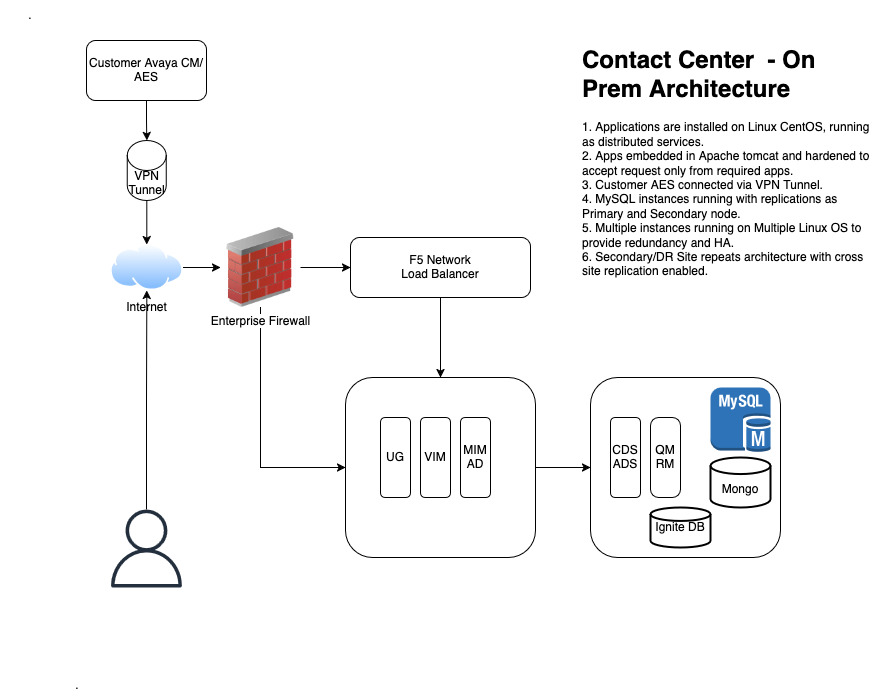 Customer Avaya CM/
AES
VPN
Tunnel
Internet
Enterprise Firewall
F5 Network
Load Balancer
UG
VIM
MIM
AD
CDS
ADS
QM
RM
MySQL
M
Mongo
Ignite DB
Contact Center  - On
Prem Architecture
1. Applications are installed on Linux CentOS, running
as distributed services.
2. Apps embedded in Apache tomcat and hardened to
accept request only from required apps.
3. Customer AES connected via VPN Tunnel.
4. MySQL instances running with replications as
Primary and Secondary node.
5. Multiple instances running on Multiple Linux OS to
provide redundancy and HA.
6. Secondary/DR Site repeats architecture with cross
site replication enabled.